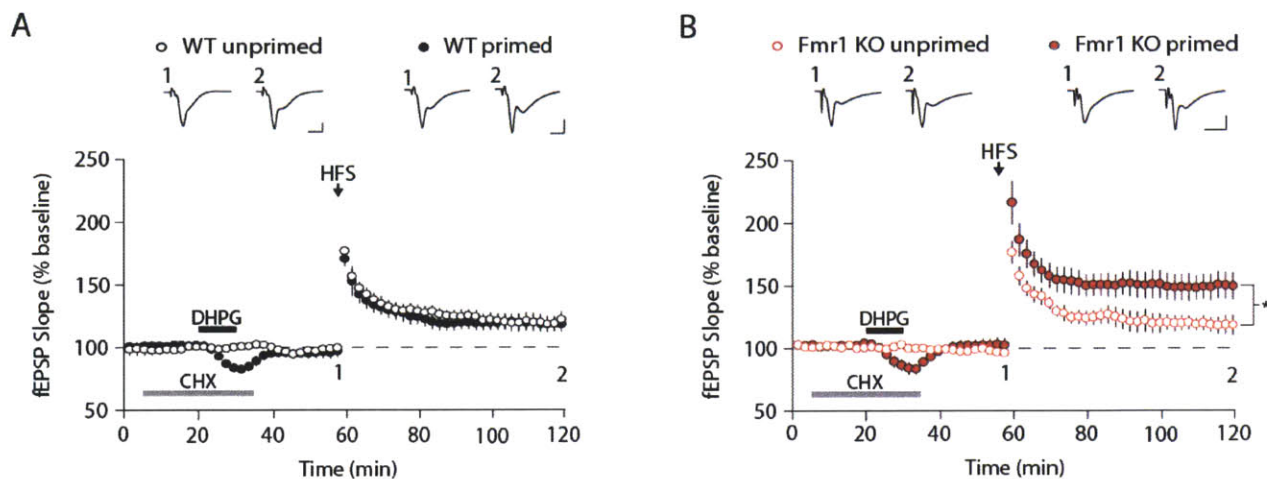 A
WT unprimed
WT primed
1
2
1
2
250
200
150
100
50
fEPSP Slope (% baseline)
HFS
DHPG
CHX
1
2
0
20
40
60
80
100
120
Time (min)
B
Fmr1 KO unprimed
Fmr1 KO primed
1
2
1
2
250
200
150
100
50
fEPSP Slope (% baseline)
HFS
DHPG
CHX
1
2
*
0
20
40
60
80
100
120
Time (min)